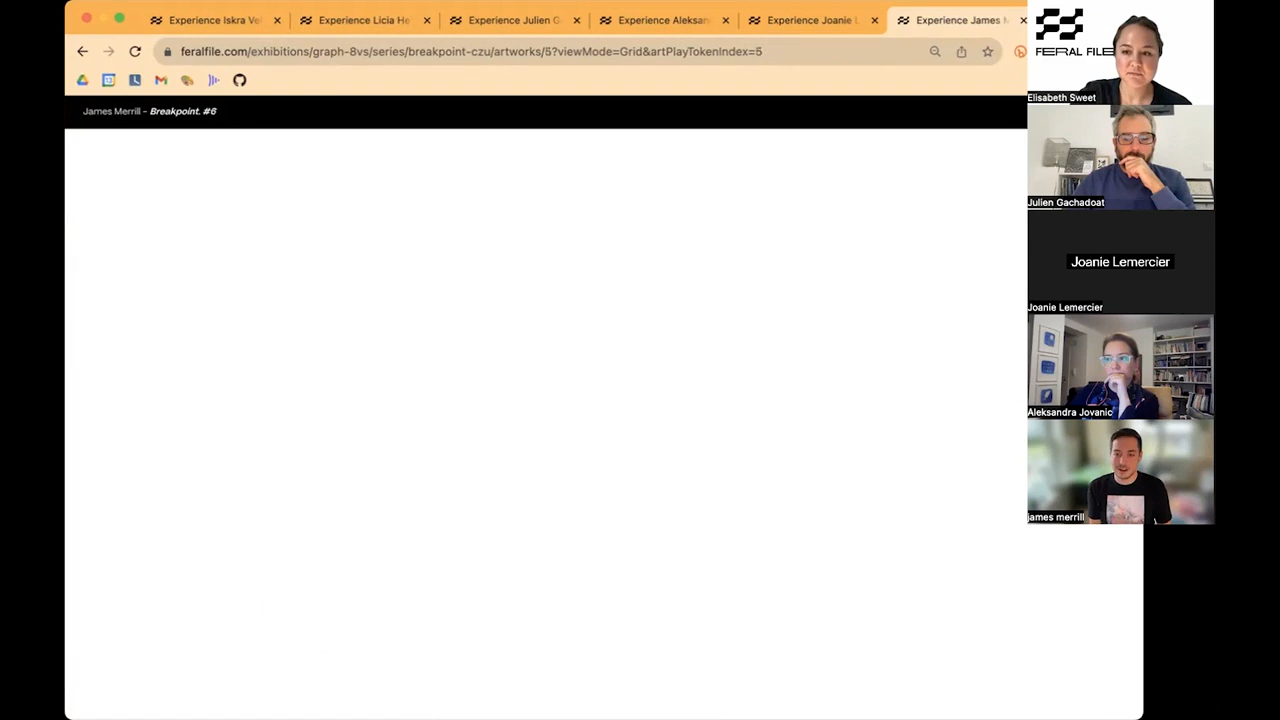 Experience Iskra Ve
Experience Licia He
Experience Julien G
Experience Aleksan
Experience Joanie L
Experience James M
feralfile.com/exhibitions/graph-8vs/series/breakpoint-czu/artworks/5?viewMode=Grid&artPlayTokenIndex=5
James Merrill – Breakpoint. #6
FERAL FILE
Elisabeth Sweet
Julien Gachadoat
Joanie Lemercier
Joanie Lemercier
Aleksandra Jovanic
james merrill